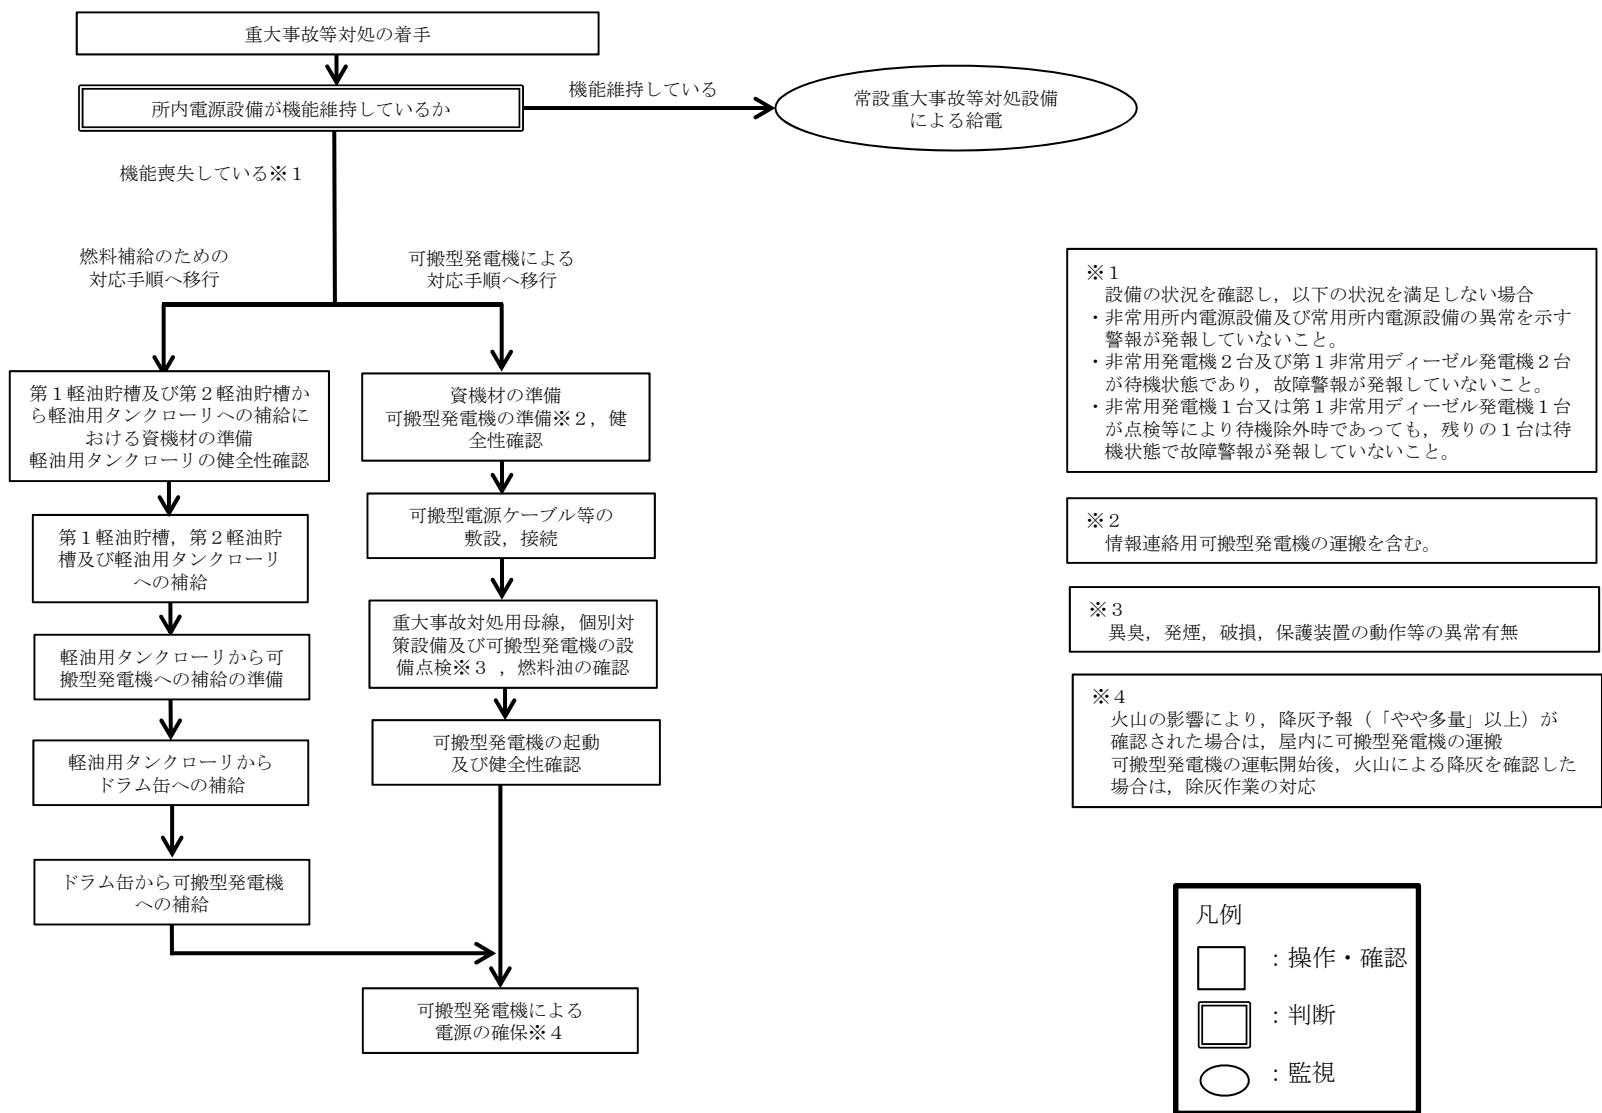 重大事故等対処の着手
所内電源設備が機能維持しているか
機能維持している
常設重大事故等対処設備
による給電
機能喪失している※１
燃料補給のための
対応手順へ移行
可搬型発電機による
対応手順へ移行
第１軽油貯槽及び第２軽油貯槽か
ら軽油用タンクローリへの補給に
おける資機材の準備
軽油用タンクローリの健全性確認
第１軽油貯槽，第２軽油貯
槽及び軽油用タンクローリ
への補給
軽油用タンクローリから可
搬型発電機への補給の準備
軽油用タンクローリから
ドラム缶への補給
ドラム缶から可搬型発電機
への補給
資機材の準備
可搬型発電機の準備※２，健
全性確認
可搬型電源ケーブル等の
敷設，接続
重大事故対処用母線，個別対
策設備及び可搬型発電機の設
備点検※３ ，燃料油の確認
可搬型発電機の起動
及び健全性確認
可搬型発電機による
電源の確保※４
※１
設備の状況を確認し，以下の状況を満足しない場合
・非常用所内電源設備及び常用所内電源設備の異常を示す
警報が発報していないこと。
・非常用発電機２台及び第１非常用ディーゼル発電機２台
が待機状態であり，故障警報が発報していないこと。
・非常用発電機１台又は第１非常用ディーゼル発電機１台
が点検等により待機除外時であっても，残りの１台は待
機状態で故障警報が発報していないこと。
※２
情報連絡用可搬型発電機の運搬を含む。
※３
異臭，発煙，破損，保護装置の動作等の異常有無
※４
火山の影響により，降灰予報（「やや多量」以上）が
確認された場合は，屋内に可搬型発電機の運搬
可搬型発電機の運転開始後，火山による降灰を確認した
場合は，除灰作業の対応
凡例
：操作・確認
：判断
：監視